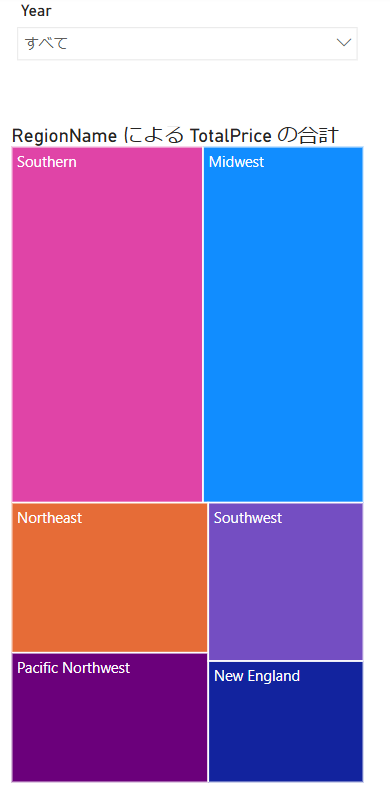 Year
すべて
RegionName による TotalPrice の合計
Southern
Midwest
Northeast
Southwest
Pacific Northwest
New England